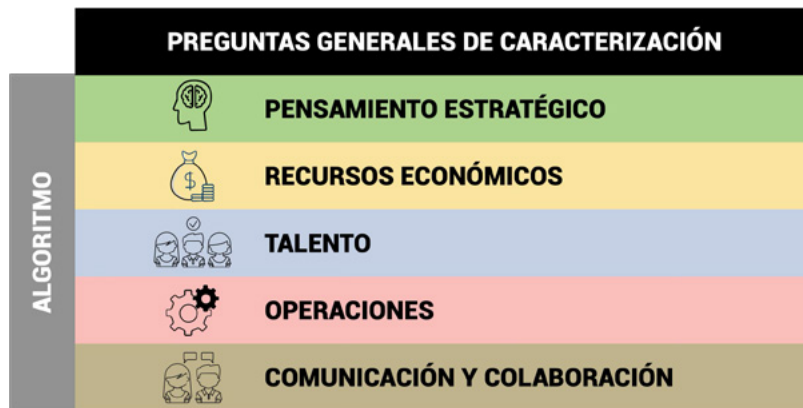 PREGUNTAS GENERALES DE CARACTERIZACIÓN
ALGORITMO
PENSAMIENTO ESTRATÉGICO
$
RECURSOS ECONÓMICOS
TALENTO
OPERACIONES
COMUNICACIÓN Y COLABORACIÓN